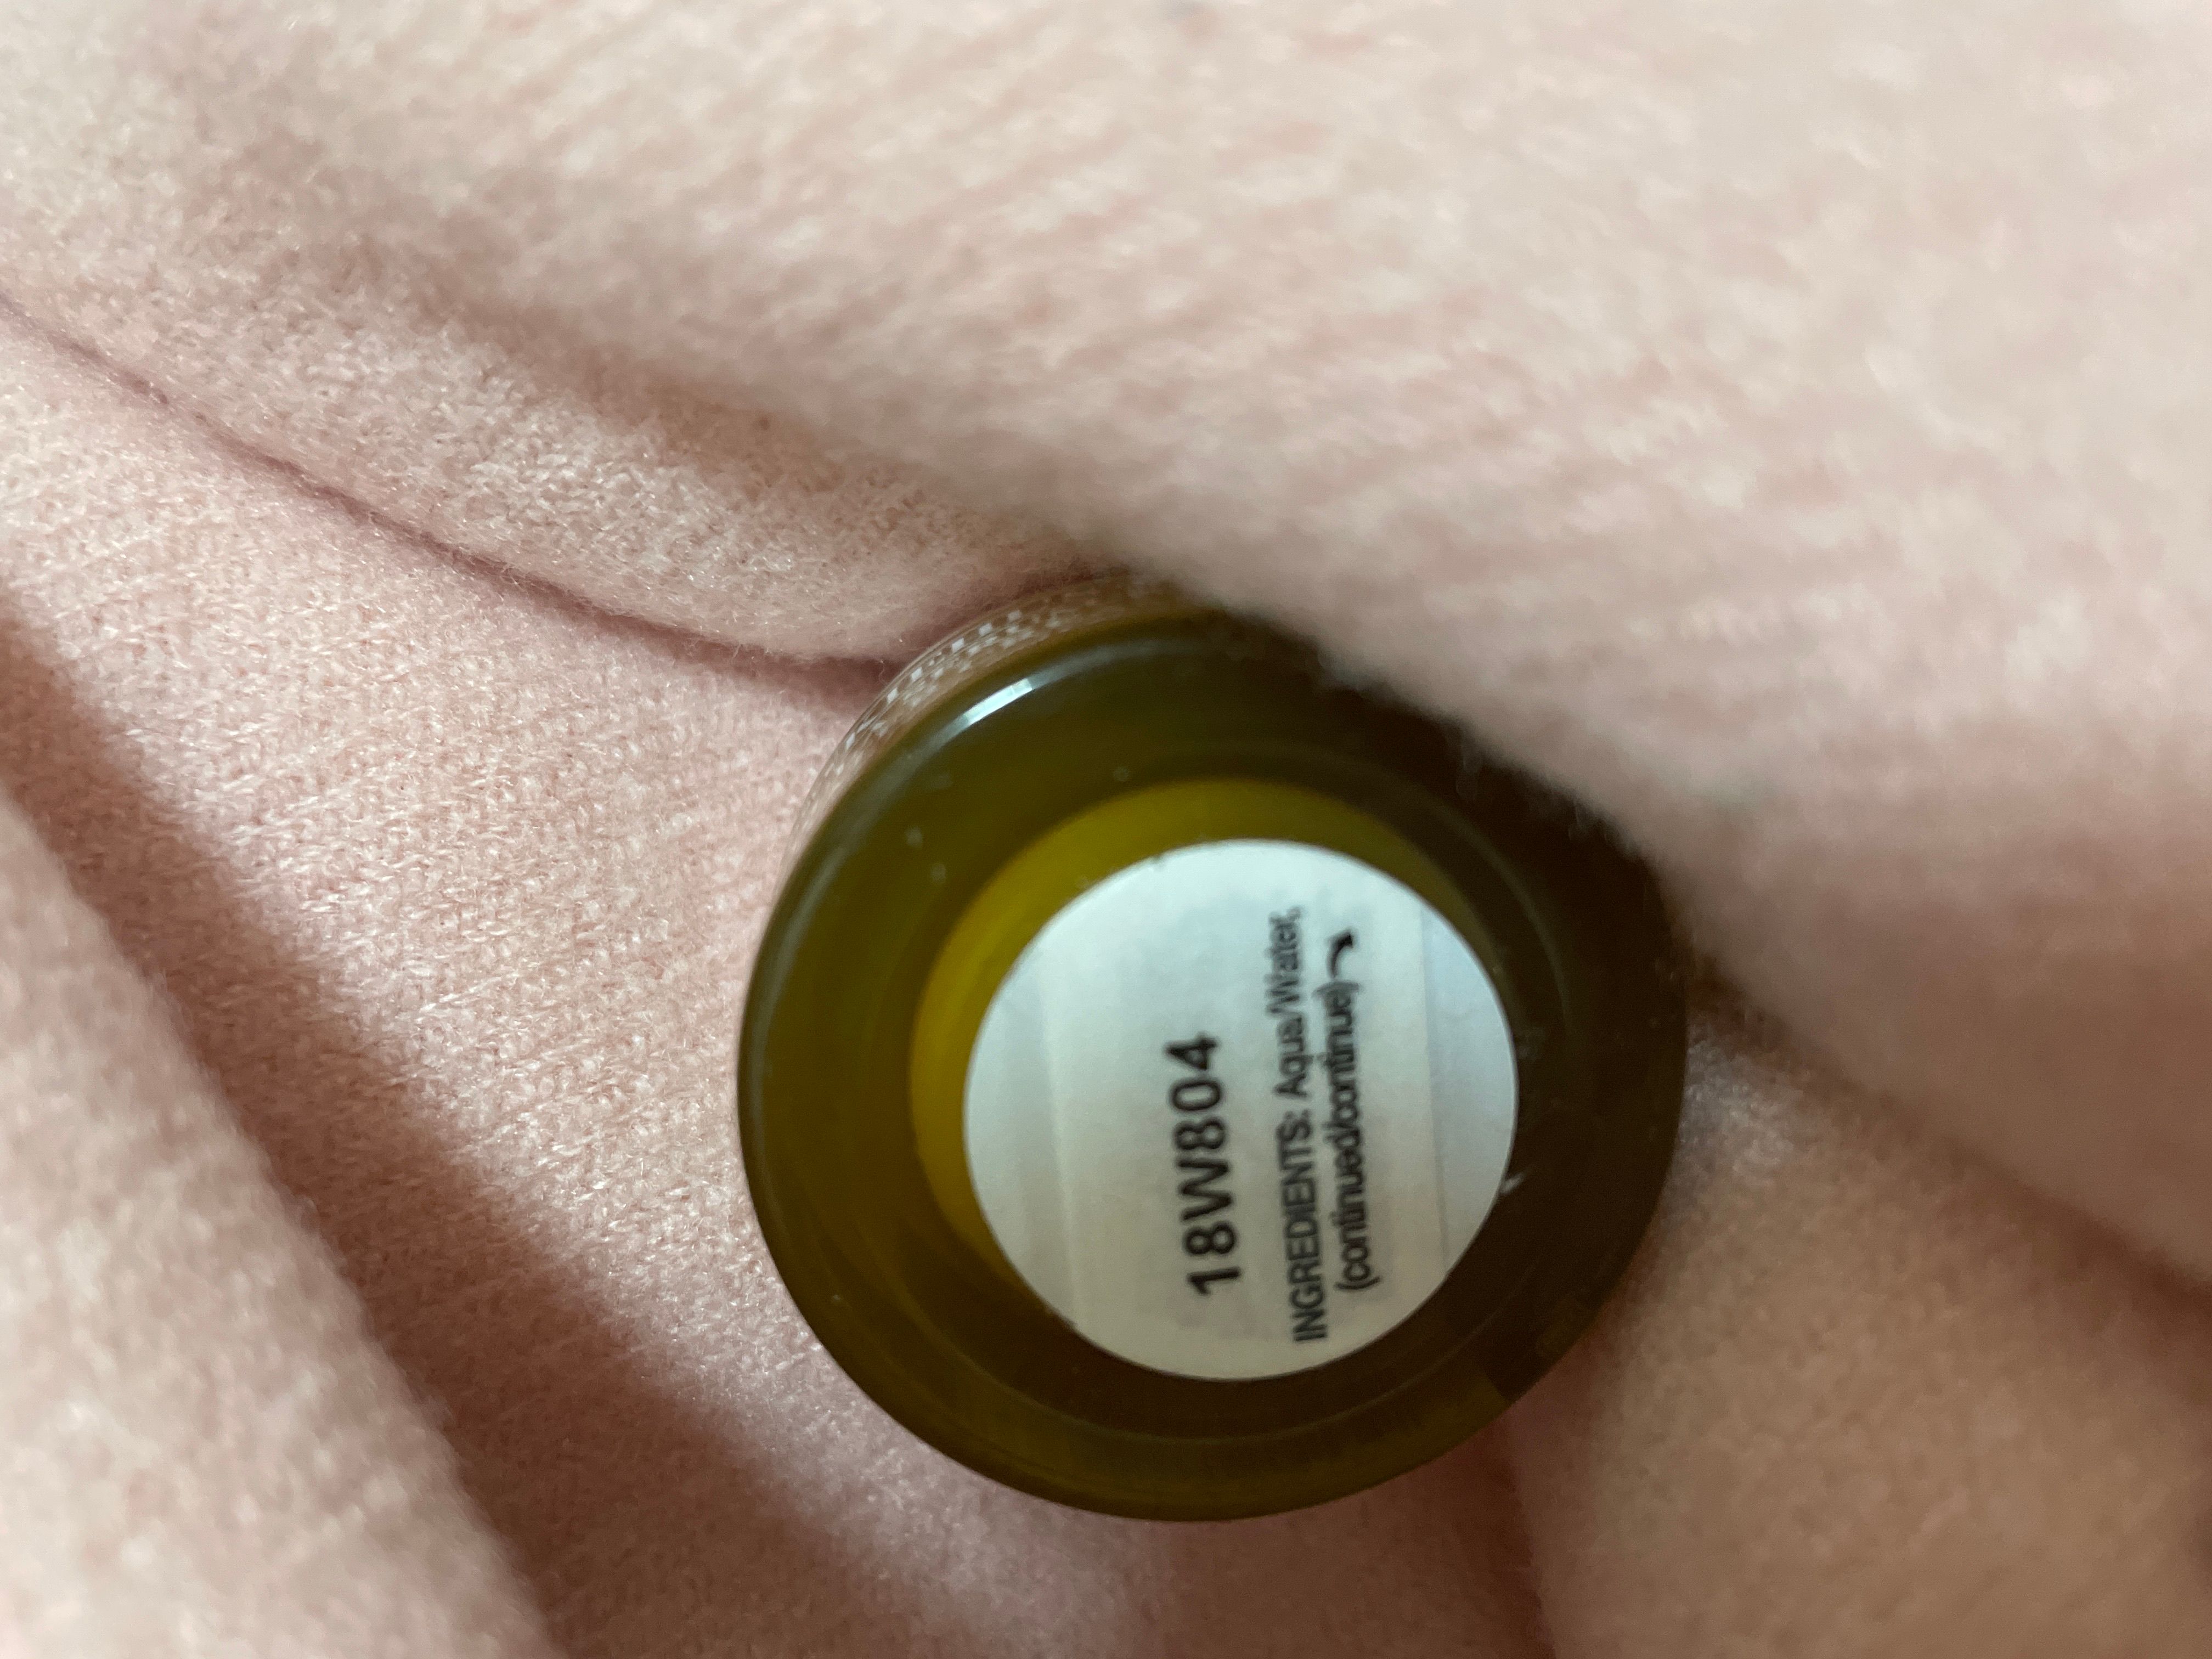 18W804
INGREDIENTS: Aqua/Water,
(continued/continue)